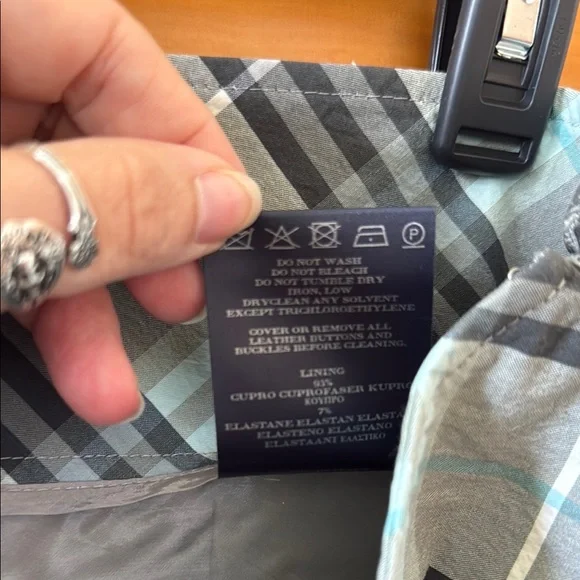 DO NOT WASH
DO NOT BLEACH
DO NOT TUMBLE DRY
IRON, LOW
DRYCLEAN ANY SOLVENT
EXCEPT TRICHLOROETHYLENE
COVER OR REMOVE ALL
LEATHER BUTTONS AND
BUCKLES BEFORE CLEANING.
LINING
93%
CUPRO CUPROFASER KUPRO
ΚΟΥΠΡΟ
7%
ELASTANE ELASTAN ELASTA
ELASTENO ELASTANO
ELASTAANI ΕΛΑΣΤΙΚΟ